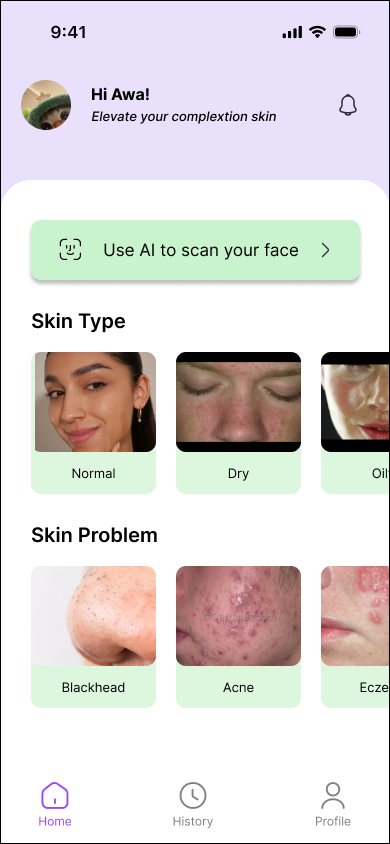 9:41
Hi Awa!
Elevate your complextion skin
Use AI to scan your face
Skin Type
Normal
Dry
Oil
Skin Problem
Blackhead
Acne
Ecze
Home
History
Profile